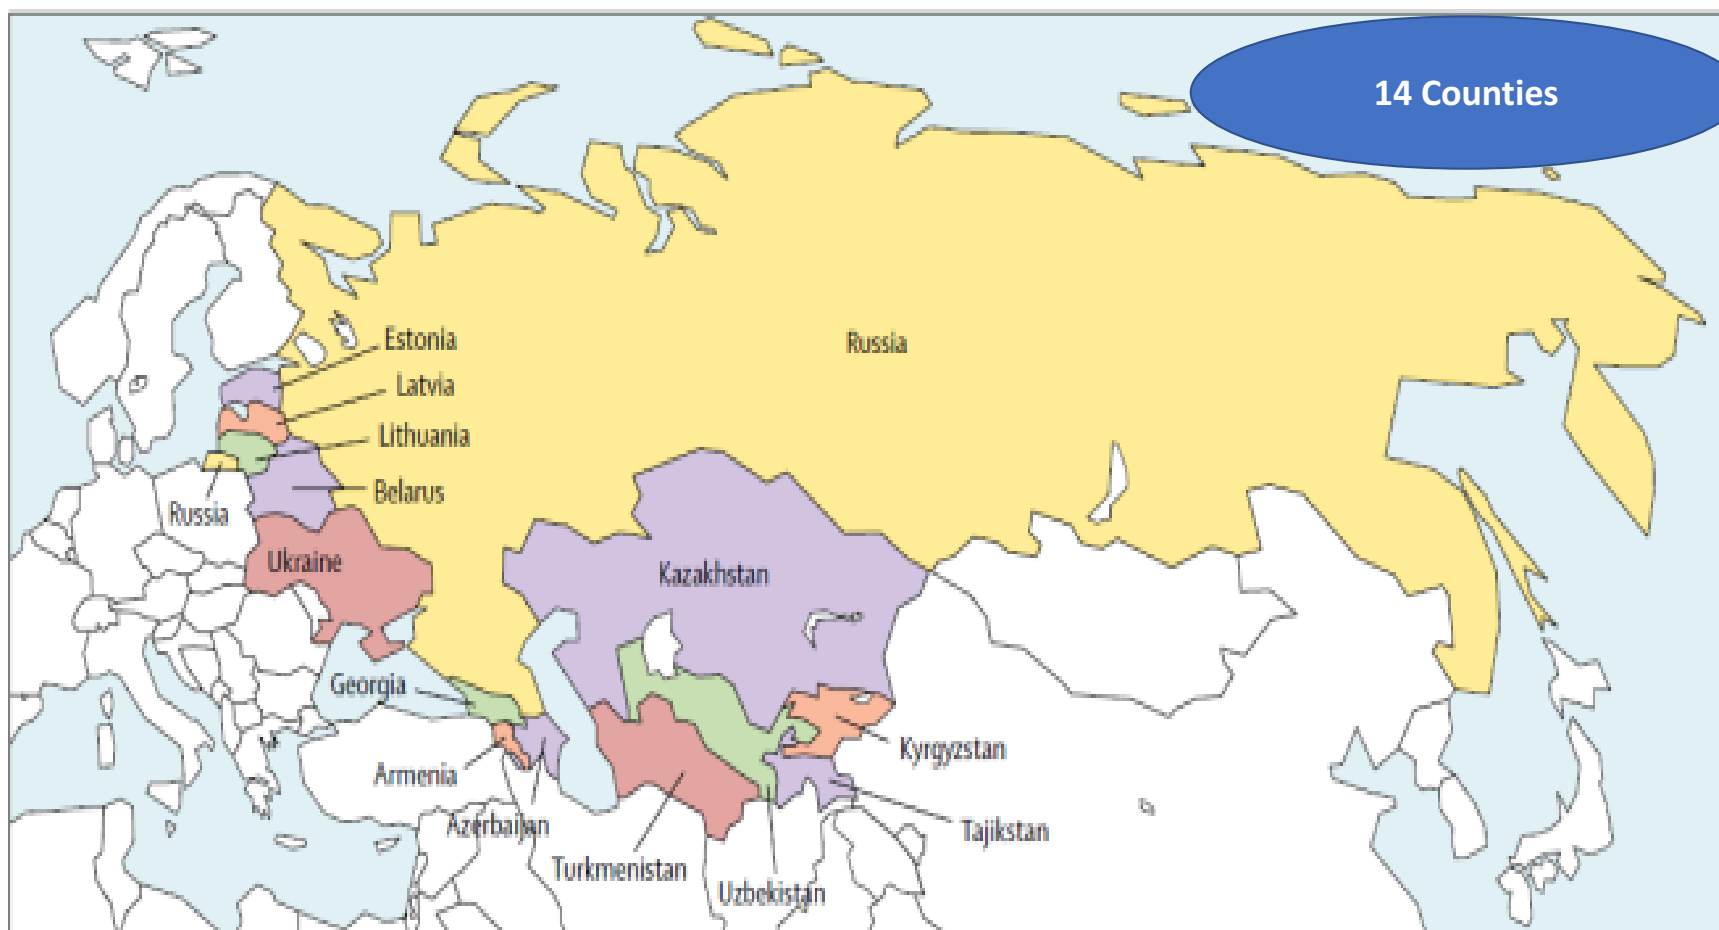 14 Counties
Estonia
Russia
Latvia
Lithuania
Belarus
Russia
Ukraine
Kazakhstan
Georgia
Kyrgyzstan
Armenia
Azerbaijan
Tajikstan
Turkmenistan
Uzbekistan